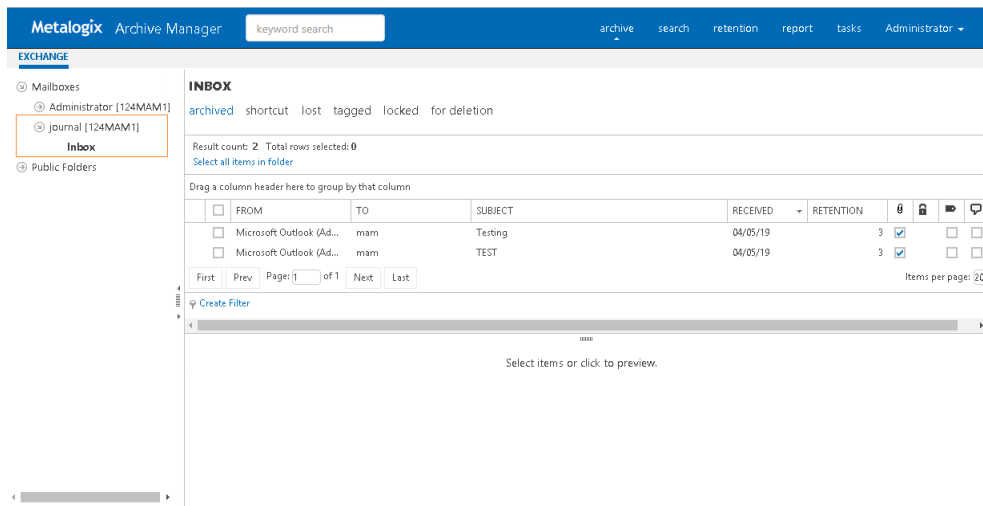 Metalogix Archive Manager keyword search archive search retention report tasks Administrator
EXCHANGE
Mailboxes
Administrator [124MAM1]
journal [124MAM1]
Inbox
Public Folders
INBOX
archived shortcut lost tagged locked for deletion
Result count: 2 Total rows selected: 0
Select all items in folder
Drag a column header here to group by that column
FROM TO SUBJECT RECEIVED RETENTION
Microsoft Outlook (Ad... mam Testing 04/05/19 3
Microsoft Outlook (Ad... mam TEST 04/05/19 3
First Prev Page: 1 of 1 Next Last Items per page: 20
Create Filter
Select items or click to preview.